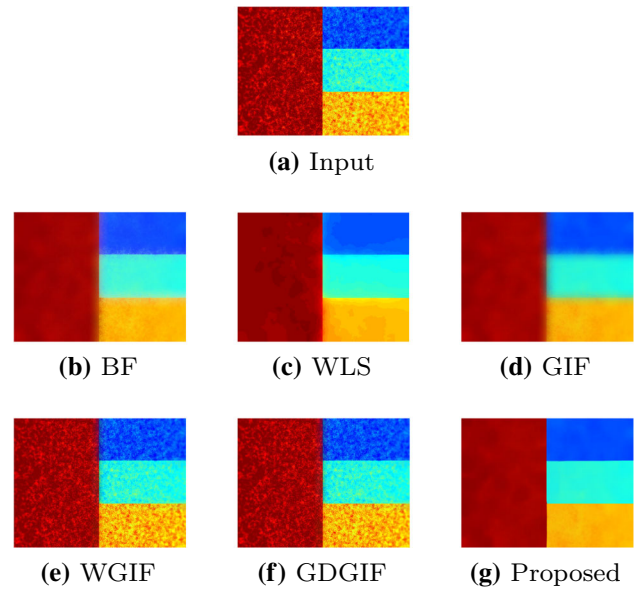 (a) Input
(b) BF
(c) WLS
(d) GIF
(e) WGIF
(f) GDGIF
(g) Proposed